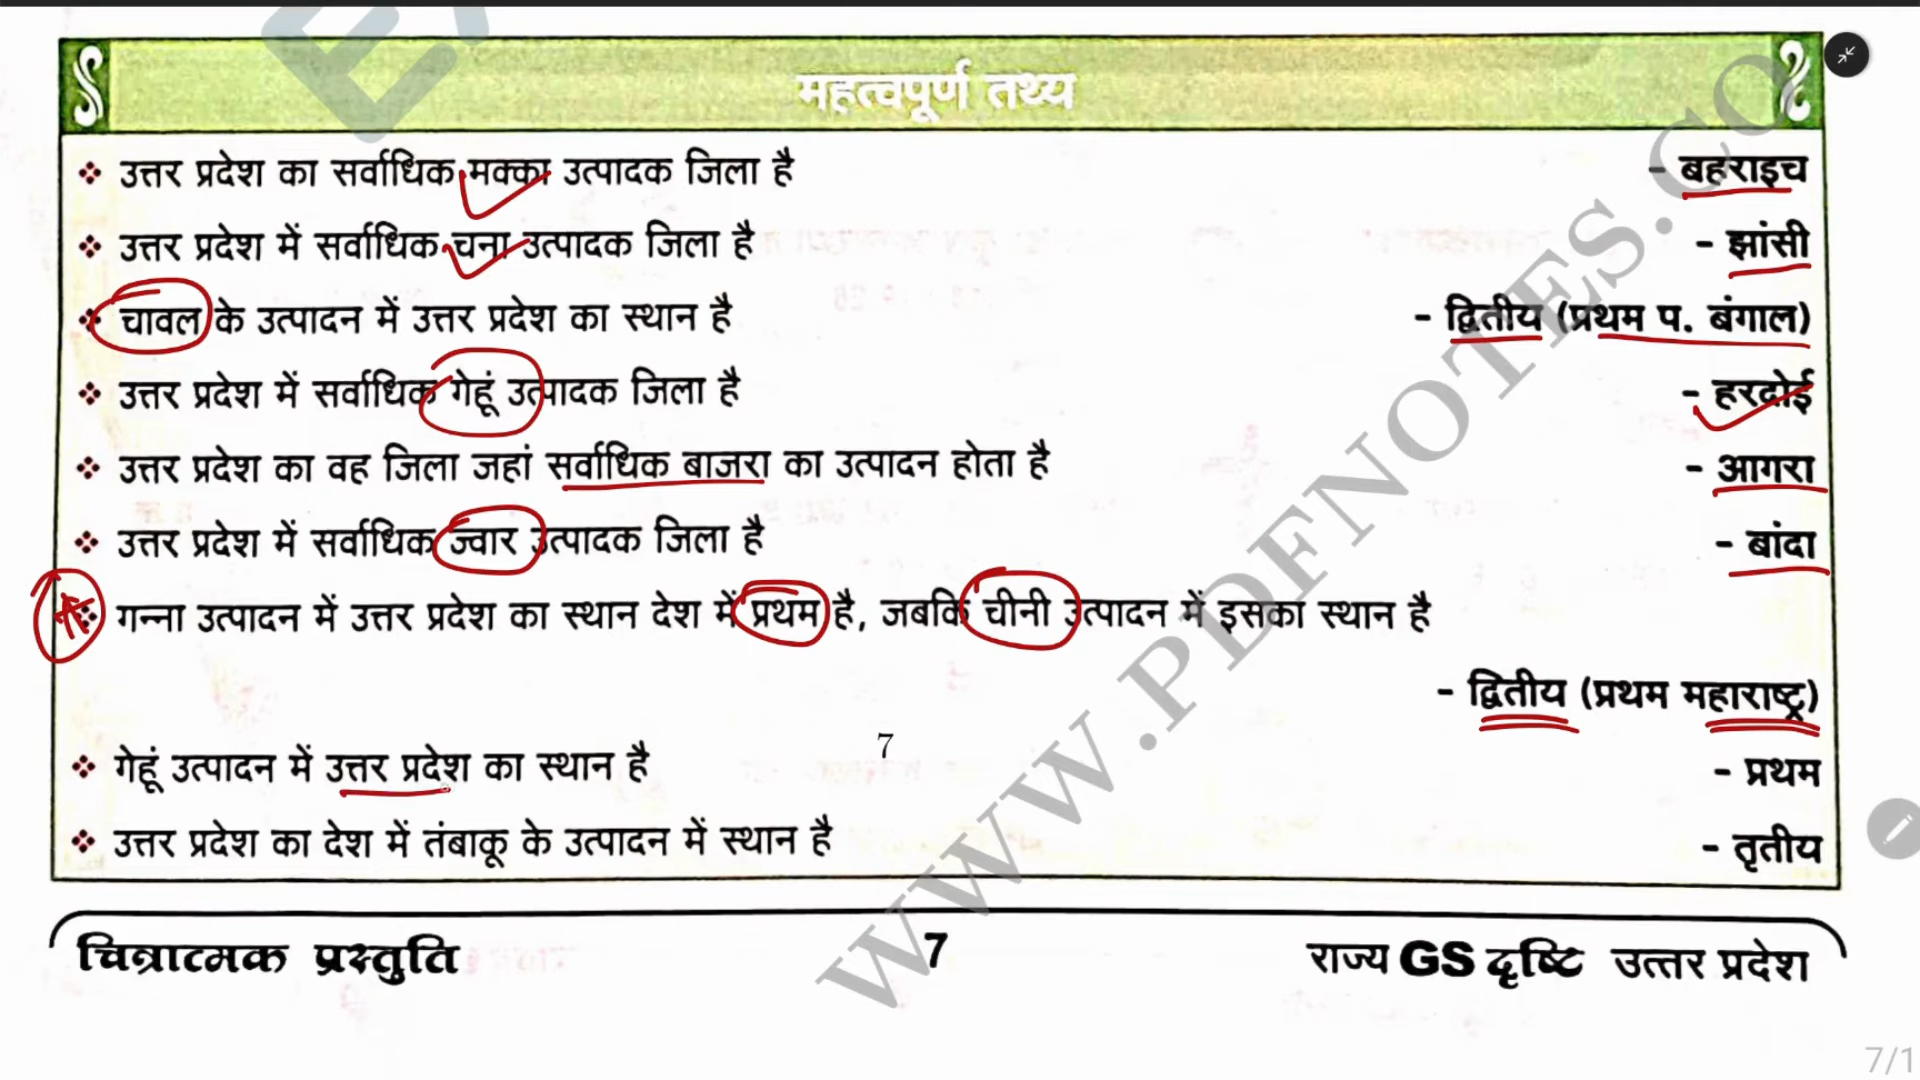 महत्वपूर्ण तथ्य
❖ उत्तर प्रदेश का सर्वाधिक मक्का उत्पादक जिला है - बहराइच
❖ उत्तर प्रदेश में सर्वाधिक चना उत्पादक जिला है - झांसी
❖ चावल के उत्पादन में उत्तर प्रदेश का स्थान है - द्वितीय (प्रथम प. बंगाल)
❖ उत्तर प्रदेश में सर्वाधिक गेहूं उत्पादक जिला है - हरदोई
❖ उत्तर प्रदेश का वह जिला जहां सर्वाधिक बाजरा का उत्पादन होता है - आगरा
❖ उत्तर प्रदेश में सर्वाधिक ज्वार उत्पादक जिला है - बांदा
❖ गन्ना उत्पादन में उत्तर प्रदेश का स्थान देश में प्रथम है, जबकि चीनी उत्पादन में इसका स्थान है
- द्वितीय (प्रथम महाराष्ट्र)
7
❖ गेहूं उत्पादन में उत्तर प्रदेश का स्थान है - प्रथम
❖ उत्तर प्रदेश का देश में तंबाकू के उत्पादन में स्थान है - तृतीय
चित्रात्मक प्रस्तुति 7 राज्य GS दृष्टि उत्तर प्रदेश
WWW.PDFNOTES.CO
7/1